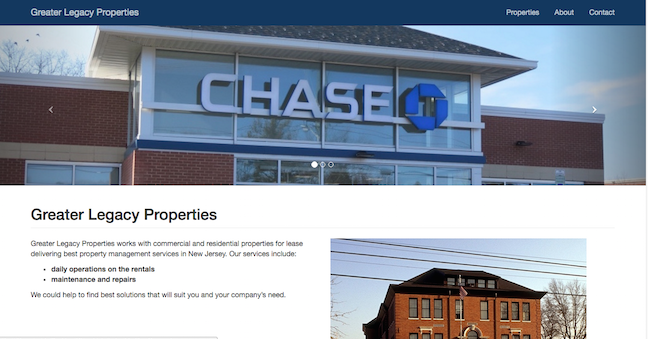 Greater Legacy Properties
Properties About Contact
CHASE
Greater Legacy Properties
Greater Legacy Properties works with commercial and residential properties for lease
delivering best property management services in New Jersey. Our services include:
daily operations on the rentals
maintenance and repairs
We could help to find best solutions that will suit you and your company's need.